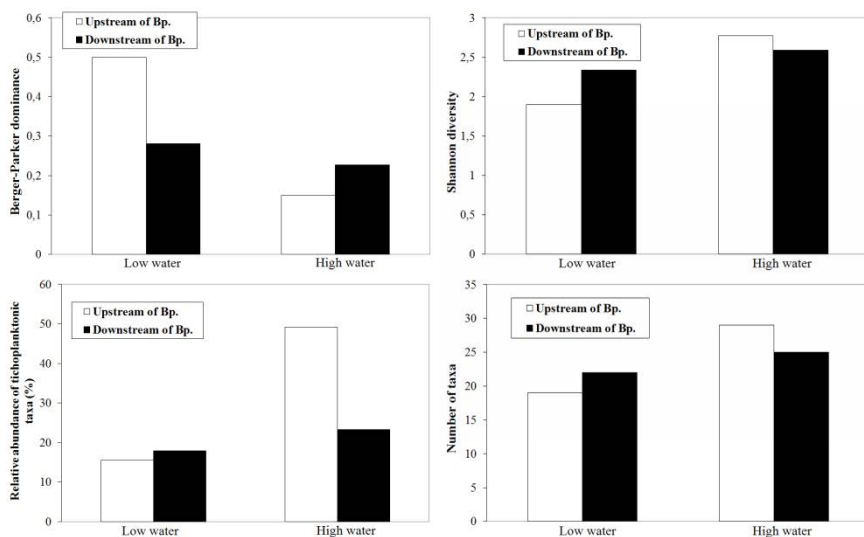 Berger-Parker dominance
0,6
0,5
0,4
0,3
0,2
0,1
0
Upstream of Bp.
Downstream of Bp.
Low water
High water
Shannon diversity
3
2,5
2
1,5
1
0,5
0
Upstream of Bp.
Downstream of Bp.
Low water
High water
Relative abundance of tichoplanktonic
taxa (%)
60
50
40
30
20
10
0
Upstream of Bp.
Downstream of Bp.
Low water
High water
Number of taxa
35
30
25
20
15
10
5
0
Upstream of Bp.
Downstream of Bp.
Low water
High water